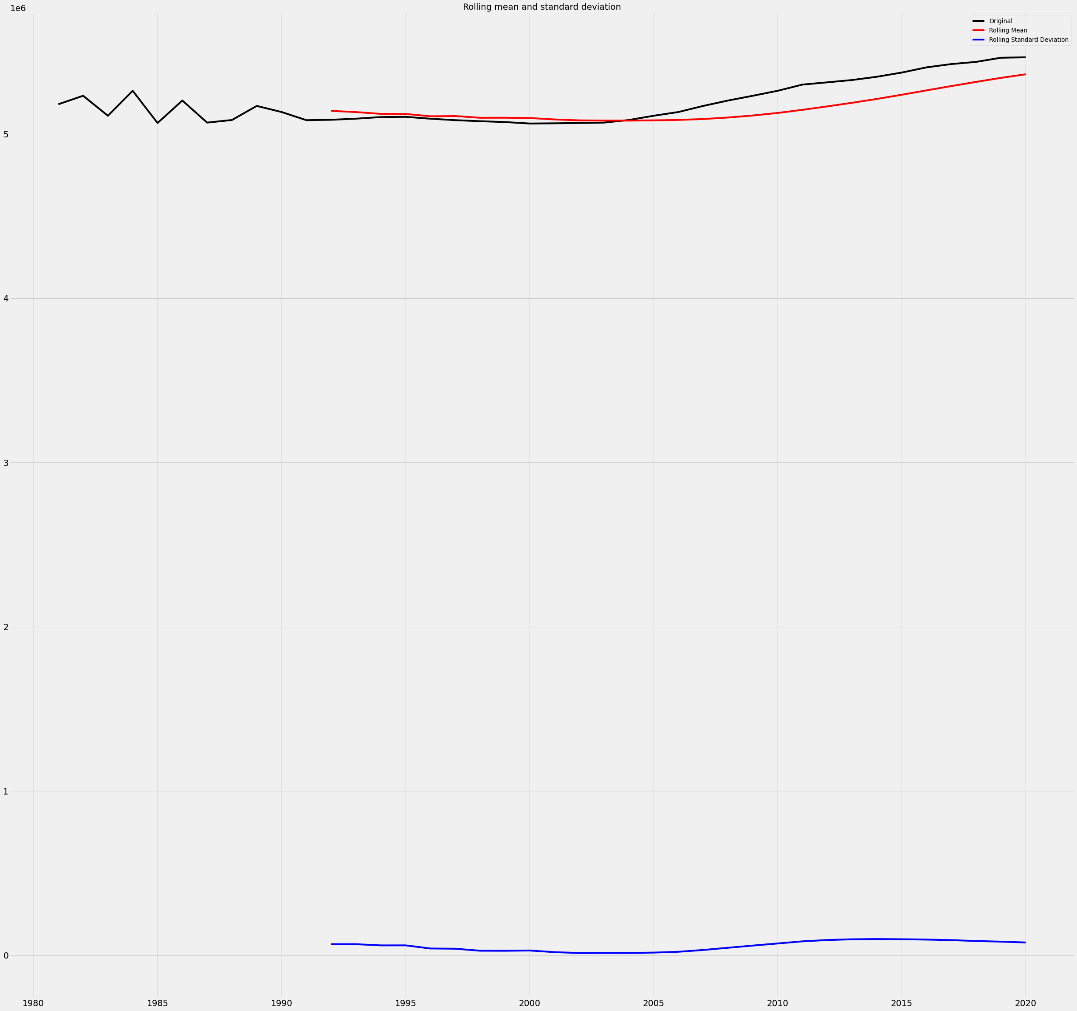 Rolling mean and standard deviation
1e6
Original
Rolling Mean
Rolling Standard Deviation
5
4
3
2
1
0
1980 1985 1990 1995 2000 2005 2010 2015 2020